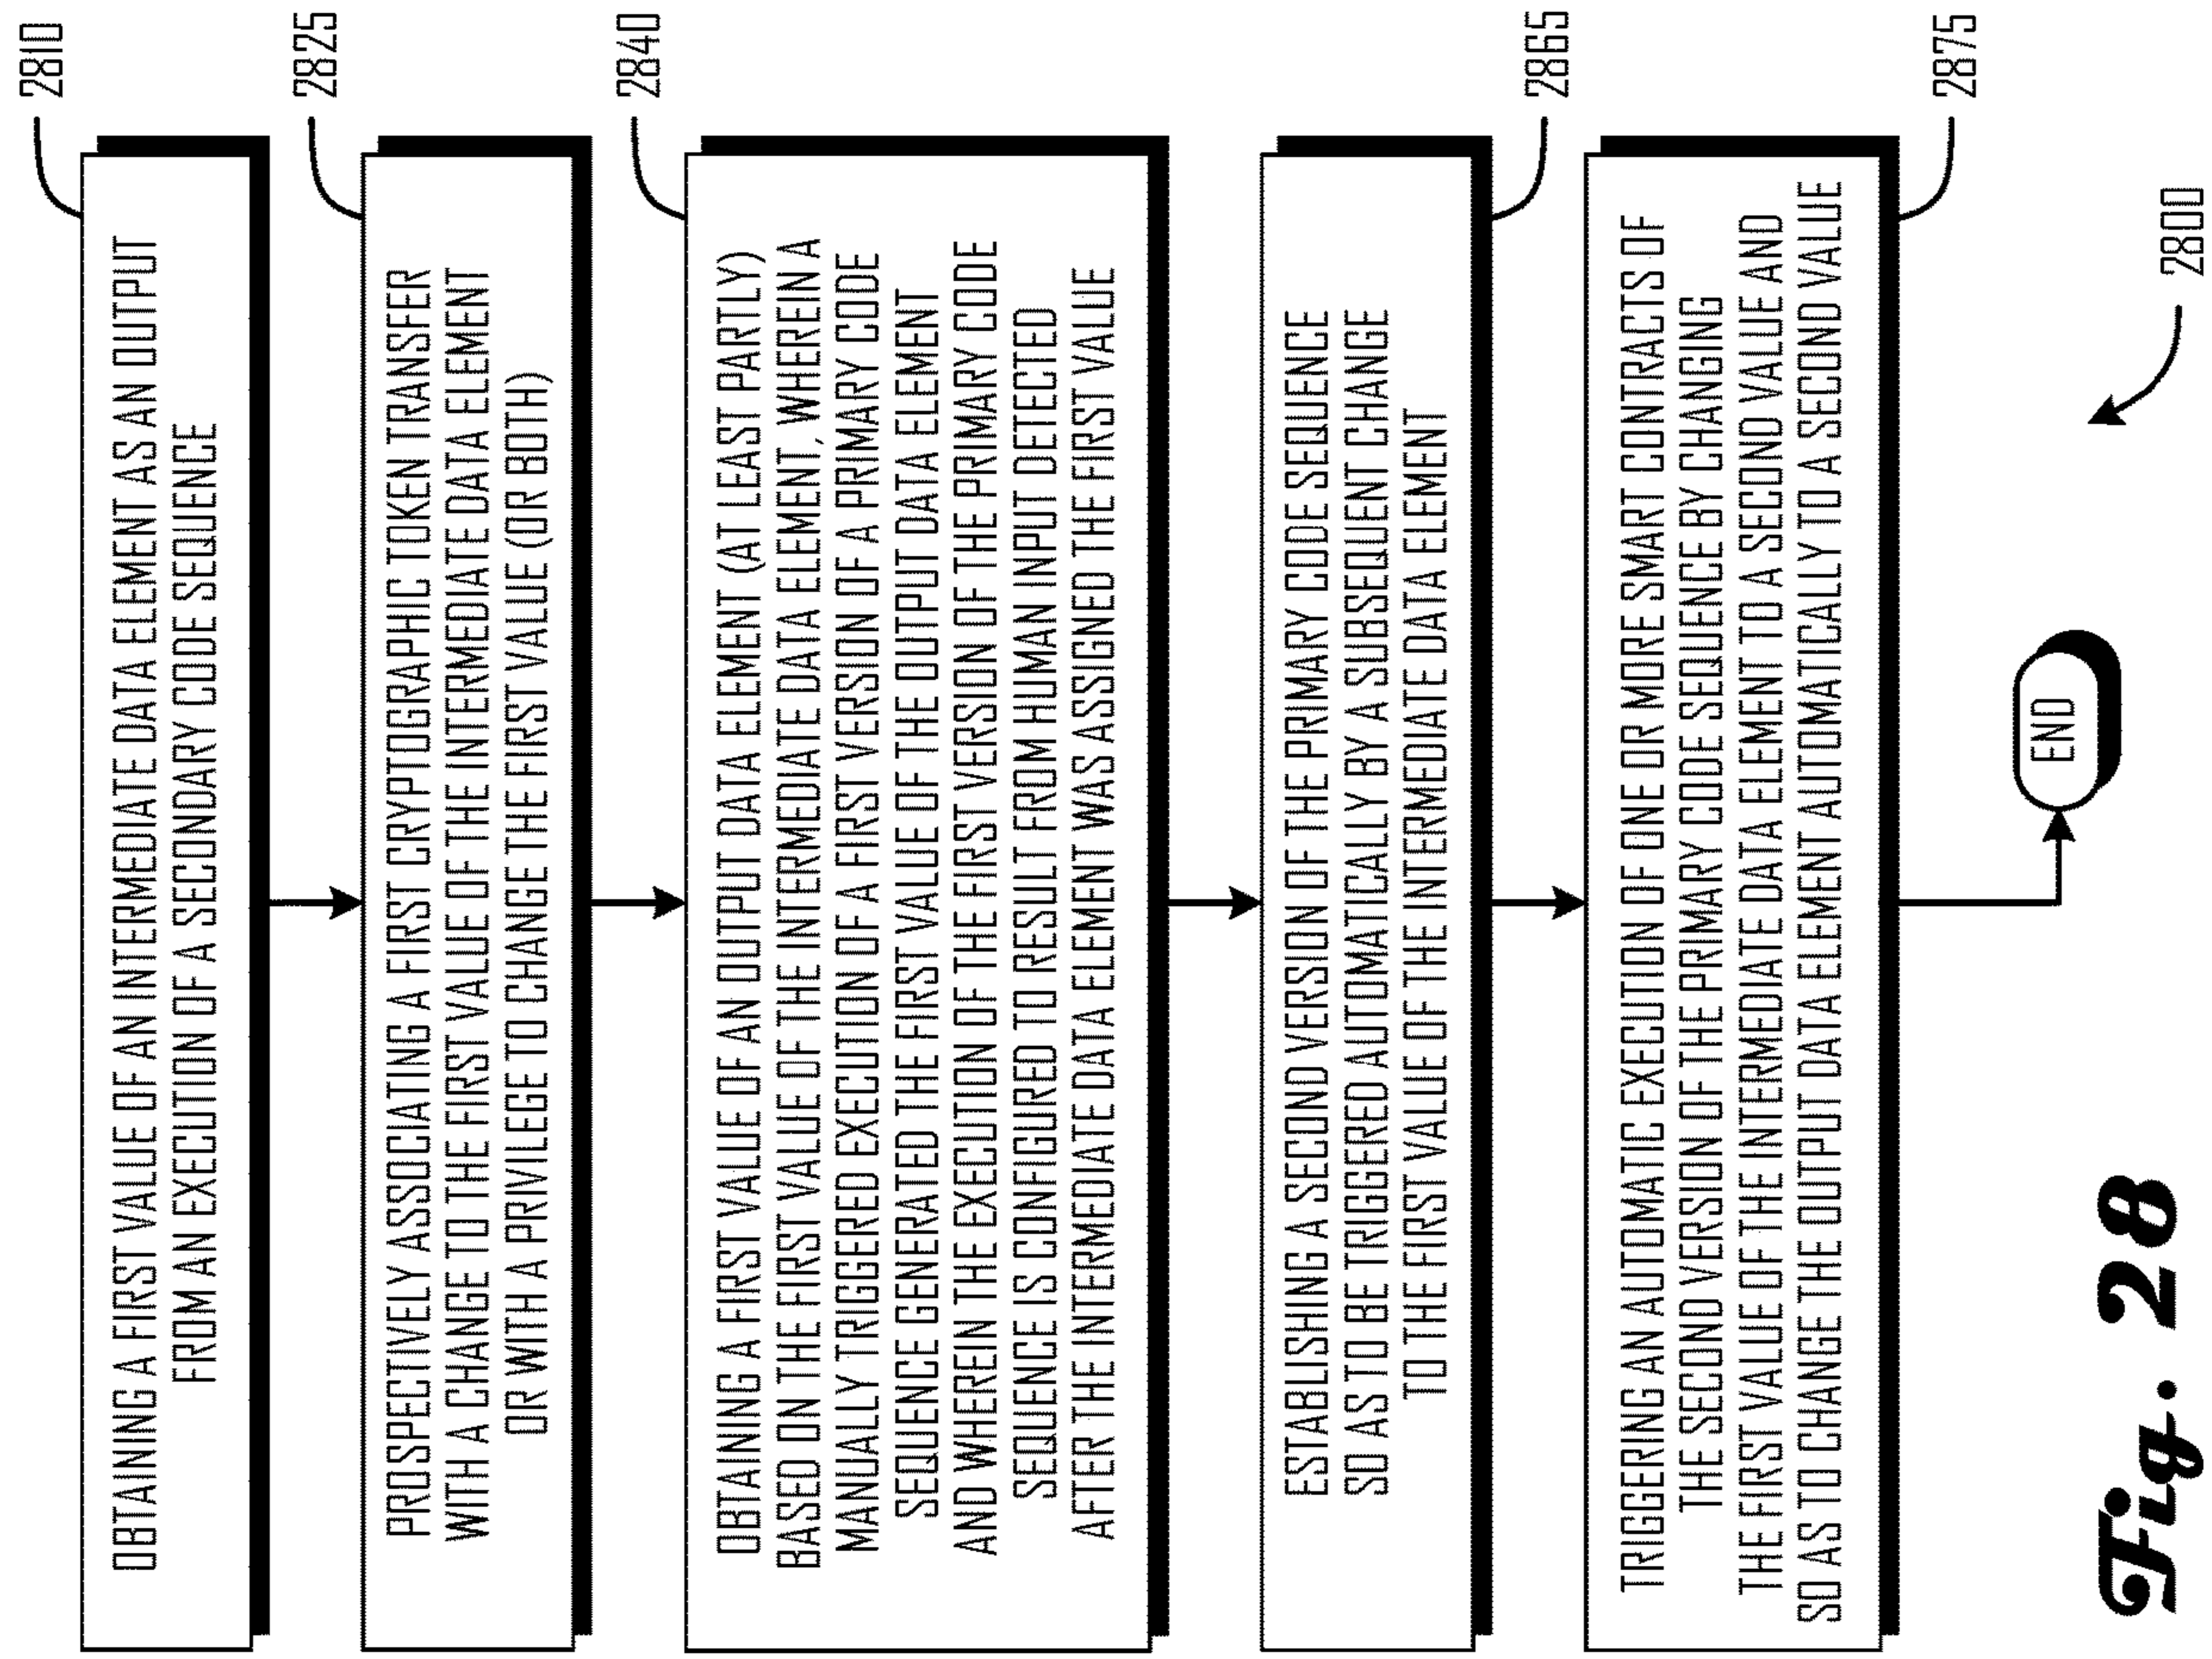 OBTAINING A FIRST VALUE OF AN INTERMEDIATE DATA ELEMENT AS AN OUTPUT
FROM AN EXECUTION OF A SECONDARY CODE SEQUENCE
2810
PROSPECTIVELY ASSOCIATING A FIRST CRYPTOGRAPHIC TOKEN TRANSFER
WITH A CHANGE TO THE FIRST VALUE OF THE INTERMEDIATE DATA ELEMENT
OR WITH A PRIVILEGE TO CHANGE THE FIRST VALUE (OR BOTH)
2825
OBTAINING A FIRST VALUE OF AN OUTPUT DATA ELEMENT (AT LEAST PARTLY)
BASED ON THE FIRST VALUE OF THE INTERMEDIATE DATA ELEMENT, WHEREIN A
MANUALLY TRIGGERED EXECUTION OF A FIRST VERSION OF A PRIMARY CODE
SEQUENCE GENERATED THE FIRST VALUE OF THE OUTPUT DATA ELEMENT
AND WHEREIN THE EXECUTION OF THE FIRST VERSION OF THE PRIMARY CODE
SEQUENCE IS CONFIGURED TO RESULT FROM HUMAN INPUT DETECTED
AFTER THE INTERMEDIATE DATA ELEMENT WAS ASSIGNED THE FIRST VALUE
2840
ESTABLISHING A SECOND VERSION OF THE PRIMARY CODE SEQUENCE
SO AS TO BE TRIGGERED AUTOMATICALLY BY A SUBSEQUENT CHANGE
TO THE FIRST VALUE OF THE INTERMEDIATE DATA ELEMENT
2865
TRIGGERING AN AUTOMATIC EXECUTION OF ONE OR MORE SMART CONTRACTS OF
THE SECOND VERSION OF THE PRIMARY CODE SEQUENCE BY CHANGING
THE FIRST VALUE OF THE INTERMEDIATE DATA ELEMENT TO A SECOND VALUE AND
SO AS TO CHANGE THE OUTPUT DATA ELEMENT AUTOMATICALLY TO A SECOND VALUE
2875
END
2800
Fig. 28